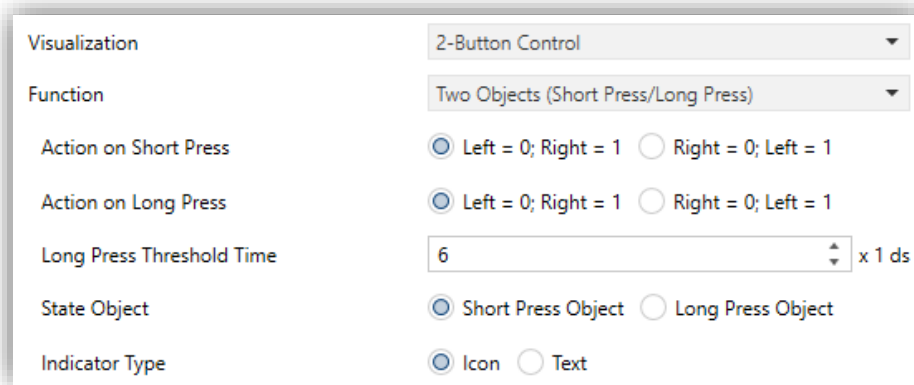 Visualization 2-Button Control
Function Two Objects (Short Press/Long Press)
Action on Short Press Left = 0; Right = 1 Right = 0; Left = 1
Action on Long Press Left = 0; Right = 1 Right = 0; Left = 1
Long Press Threshold Time 6 x 1 ds
State Object Short Press Object Long Press Object
Indicator Type Icon Text